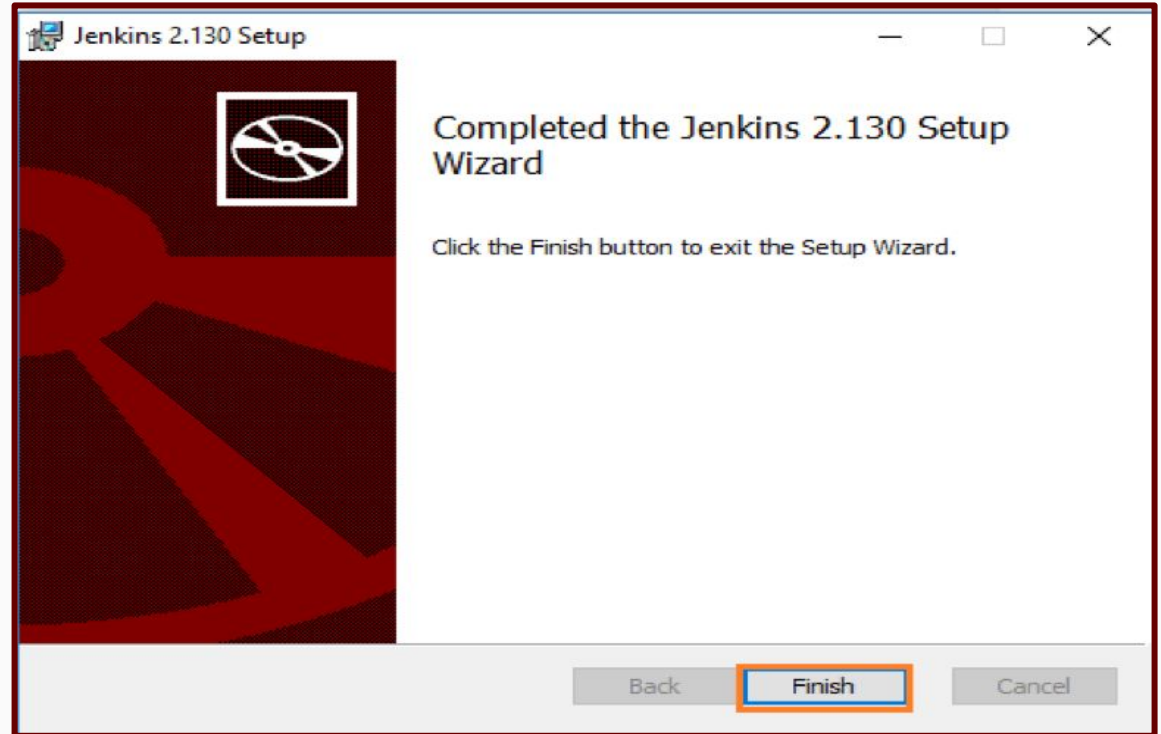 Jenkins 2.130 Setup
Completed the Jenkins 2.130 Setup
Wizard
Click the Finish button to exit the Setup Wizard.
Back
Finish
Cancel